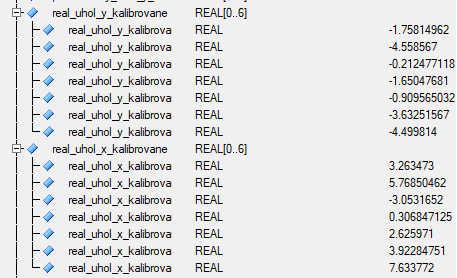 real_uhol_y_kalibrovane REAL[0..6]
real_uhol_y_kalibrova REAL -1.75814962
real_uhol_y_kalibrova REAL -4.558567
real_uhol_y_kalibrova REAL -0.212477118
real_uhol_y_kalibrova REAL -1.65047681
real_uhol_y_kalibrova REAL -0.909565032
real_uhol_y_kalibrova REAL -3.63251567
real_uhol_y_kalibrova REAL -4.499814
real_uhol_x_kalibrovane REAL[0..6]
real_uhol_x_kalibrova REAL 3.263473
real_uhol_x_kalibrova REAL 5.76850462
real_uhol_x_kalibrova REAL -3.0531652
real_uhol_x_kalibrova REAL 0.306847125
real_uhol_x_kalibrova REAL 2.625971
real_uhol_x_kalibrova REAL 3.92284751
real_uhol_x_kalibrova REAL 7.633772